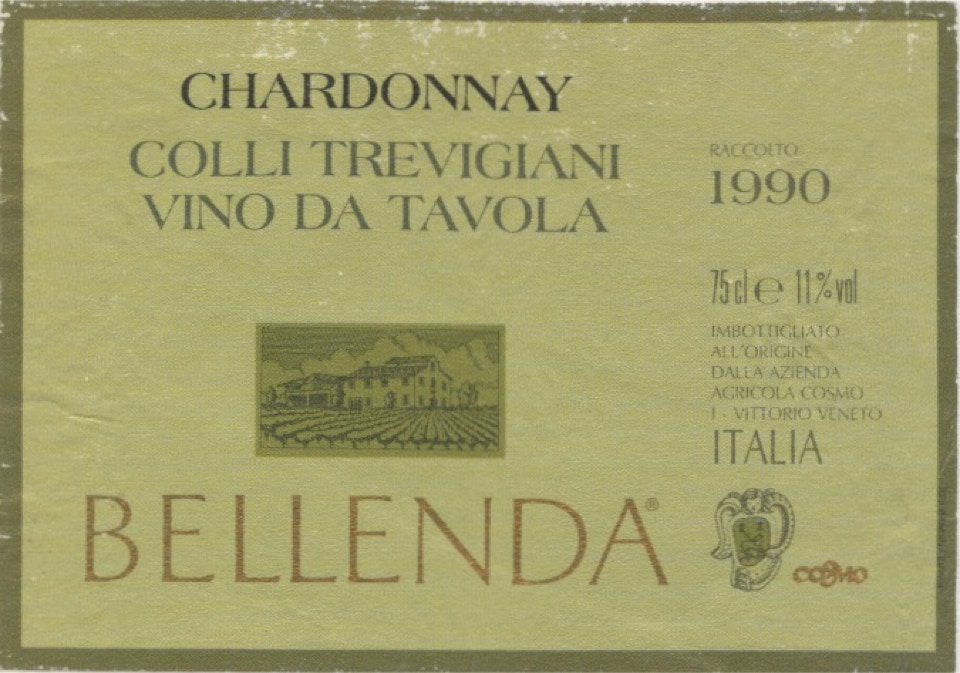 CHARDONNAY
COLLI TREVIGIANI
VINO DA TAVOLA
RACCOLTO
1990
75 cl e 11% vol
IMBOTTIGLIATO
ALL'ORIGINE
DALLA AZIENDA
AGRICOLA COSMO
I - VITTORIO VENETO
ITALIA
BELLENDA®
COSMO